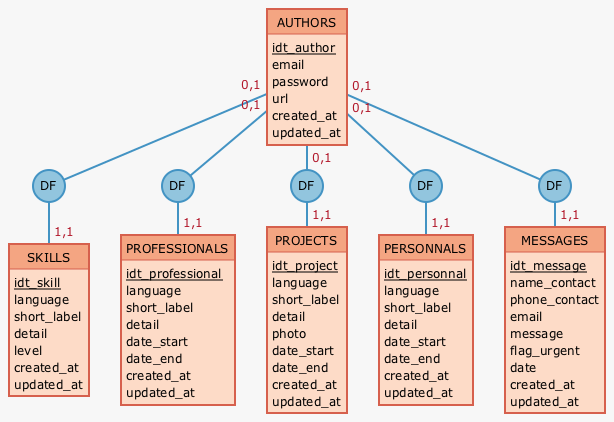 AUTHORS
idt_author
email
password
url
created_at
updated_at
0,1
0,1
0,1
0,1
0,1
DF
DF
DF
DF
DF
1,1
1,1
1,1
1,1
1,1
SKILLS
idt_skill
language
short_label
detail
level
created_at
updated_at
PROFESSIONALS
idt_professional
language
short_label
detail
date_start
date_end
created_at
updated_at
PROJECTS
idt_project
language
short_label
detail
photo
date_start
date_end
created_at
updated_at
PERSONNALS
idt_personnal
language
short_label
detail
date_start
date_end
created_at
updated_at
MESSAGES
idt_message
name_contact
phone_contact
email
message
flag_urgent
date
created_at
updated_at